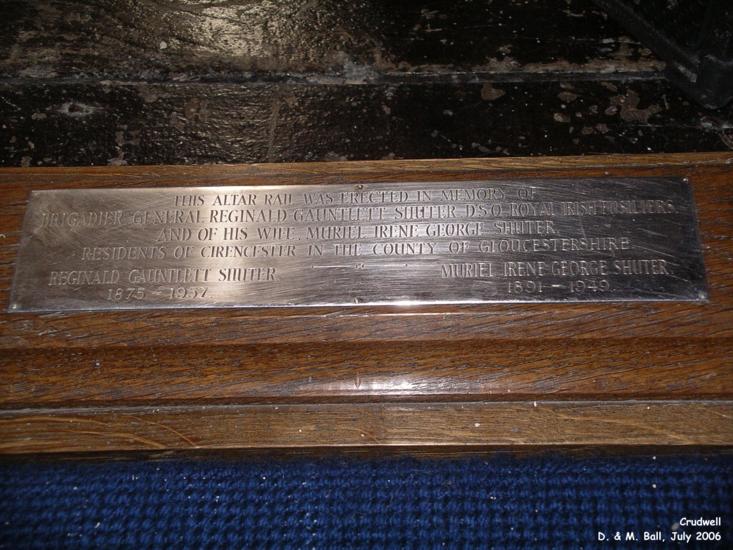 THIS ALTAR RAIL WAS ERECTED IN MEMORY OF
BRIGADIER GENERAL REGINALD GAUNTLETT SHUTER D·S·O· ROYAL IRISH FUSILIERS
AND OF HIS WIFE, MURIEL IRENE GEORGE SHUTER
RESIDENTS OF CIRENCESTER IN THE COUNTY OF GLOUCESTERSHIRE
REGINALD GAUNTLETT SHUTER MURIEL IRENE GEORGE SHUTER
1875 – 1957 1891 – 1949
Crudwell
D. & M. Ball, July 2006